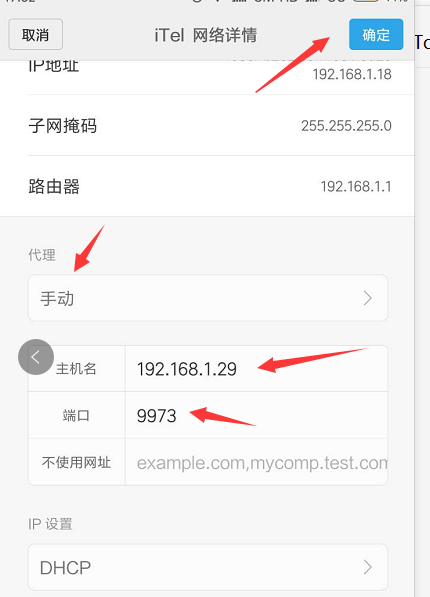 取消
iTel 网络详情
确定
To
IP地址
192.168.1.18
子网掩码
255.255.255.0
路由器
192.168.1.1
代理
手动
主机名
192.168.1.29
端口
9973
不使用网址
example.com,mycomp.test.com
IP 设置
DHCP